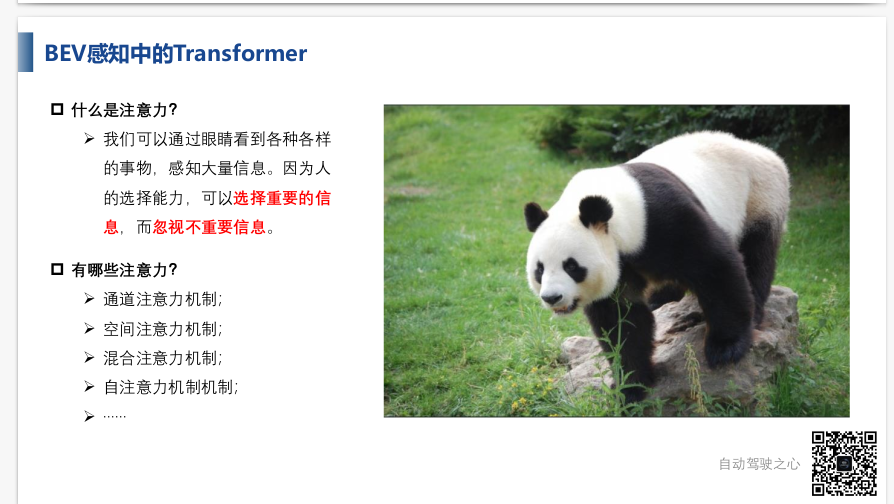 BEV感知中的Transformer
什么是注意力?
我们可以通过眼睛看到各种各样
的事物，感知大量信息。因为人
的选择能力，可以选择重要的信
息，而忽视不重要信息。
有哪些注意力?
通道注意力机制；
空间注意力机制；
混合注意力机制；
自注意力机制机制；
……
自动驾驶之心